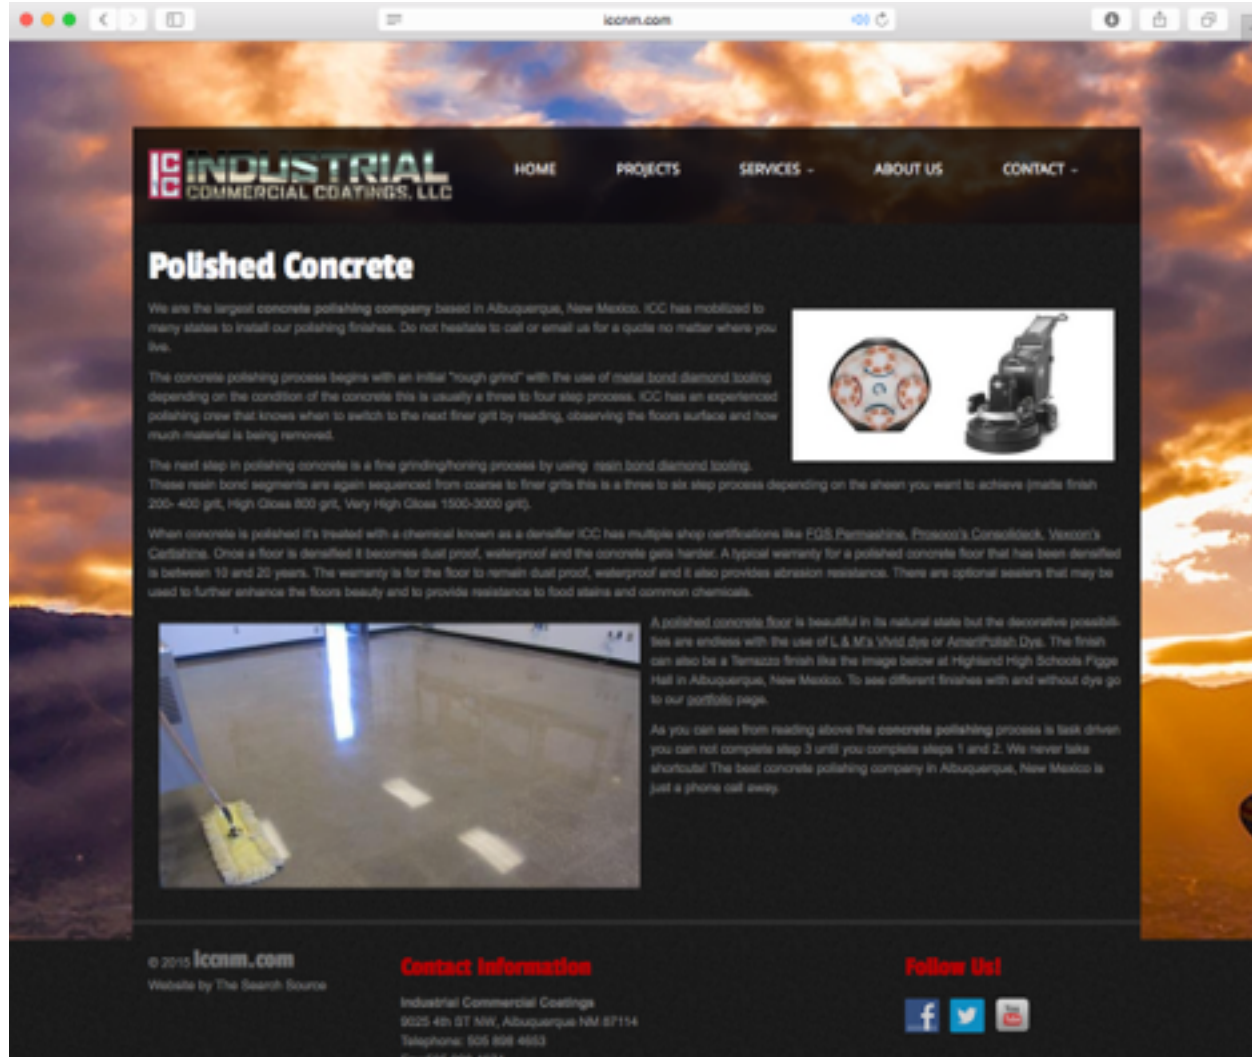 iccnm.com
IC IC INDUSTRIAL
COMMERCIAL COATINGS, LLC
HOME PROJECTS SERVICES ABOUT US CONTACT
Polished Concrete
We are the largest concrete polishing company based in Albuquerque, New Mexico. ICC has mobilized to
many states to install our polishing finishes. Do not hesitate to call or email us for a quote no matter where you
live.
The concrete polishing process begins with an initial "rough grind" with the use of metal bond diamond tooling
depending on the condition of the concrete this is usually a three to four step process. ICC has an experienced
polishing crew that knows when to switch to the next finer grit by reading, observing the floors surface and how
much material is being removed.
The next step in polishing concrete is a fine grinding/honing process by using resin bond diamond tooling.
These resin bond segments are again sequenced from coarse to finer grits this is a three to six step process depending on the sheen you want to achieve (matte finish
200- 400 grit, High Gloss 800 grit, Very High Gloss 1500-3000 grit).
When concrete is polished it's treated with a chemical known as a densifier ICC has multiple shop certifications like FGS Permashine, Prosoco's Consolideck, Vexcon's
Certishine. Once a floor is densified it becomes dust proof, waterproof and the concrete gets harder. A typical warranty for a polished concrete floor that has been densified
is between 10 and 20 years. The warranty is for the floor to remain dust proof, waterproof and it also provides abrasion resistance. There are optional sealers that may be
used to further enhance the floors beauty and to provide resistance to food stains and common chemicals.
A polished concrete floor is beautiful in its natural state but the decorative possibili-
ties are endless with the use of L & M's Vivid dye or AmeriPolish Dye. The finish
can also be a Terrazzo finish like the image below at Highland High Schools Figge
Hall in Albuquerque, New Mexico. To see different finishes with and without dye go
to our portfolio page.
As you can see from reading above the concrete polishing process is task driven
you can not complete step 3 until you complete steps 1 and 2. We never take
shortcuts! The best concrete polishing company in Albuquerque, New Mexico is
just a phone call away.
© 2015 iccnm.com
Website by The Search Source
Contact Information
Industrial Commercial Coatings
9025 4th ST NW, Albuquerque NM 87114
Telephone: 505 898 4653
Follow Us!
You Tube